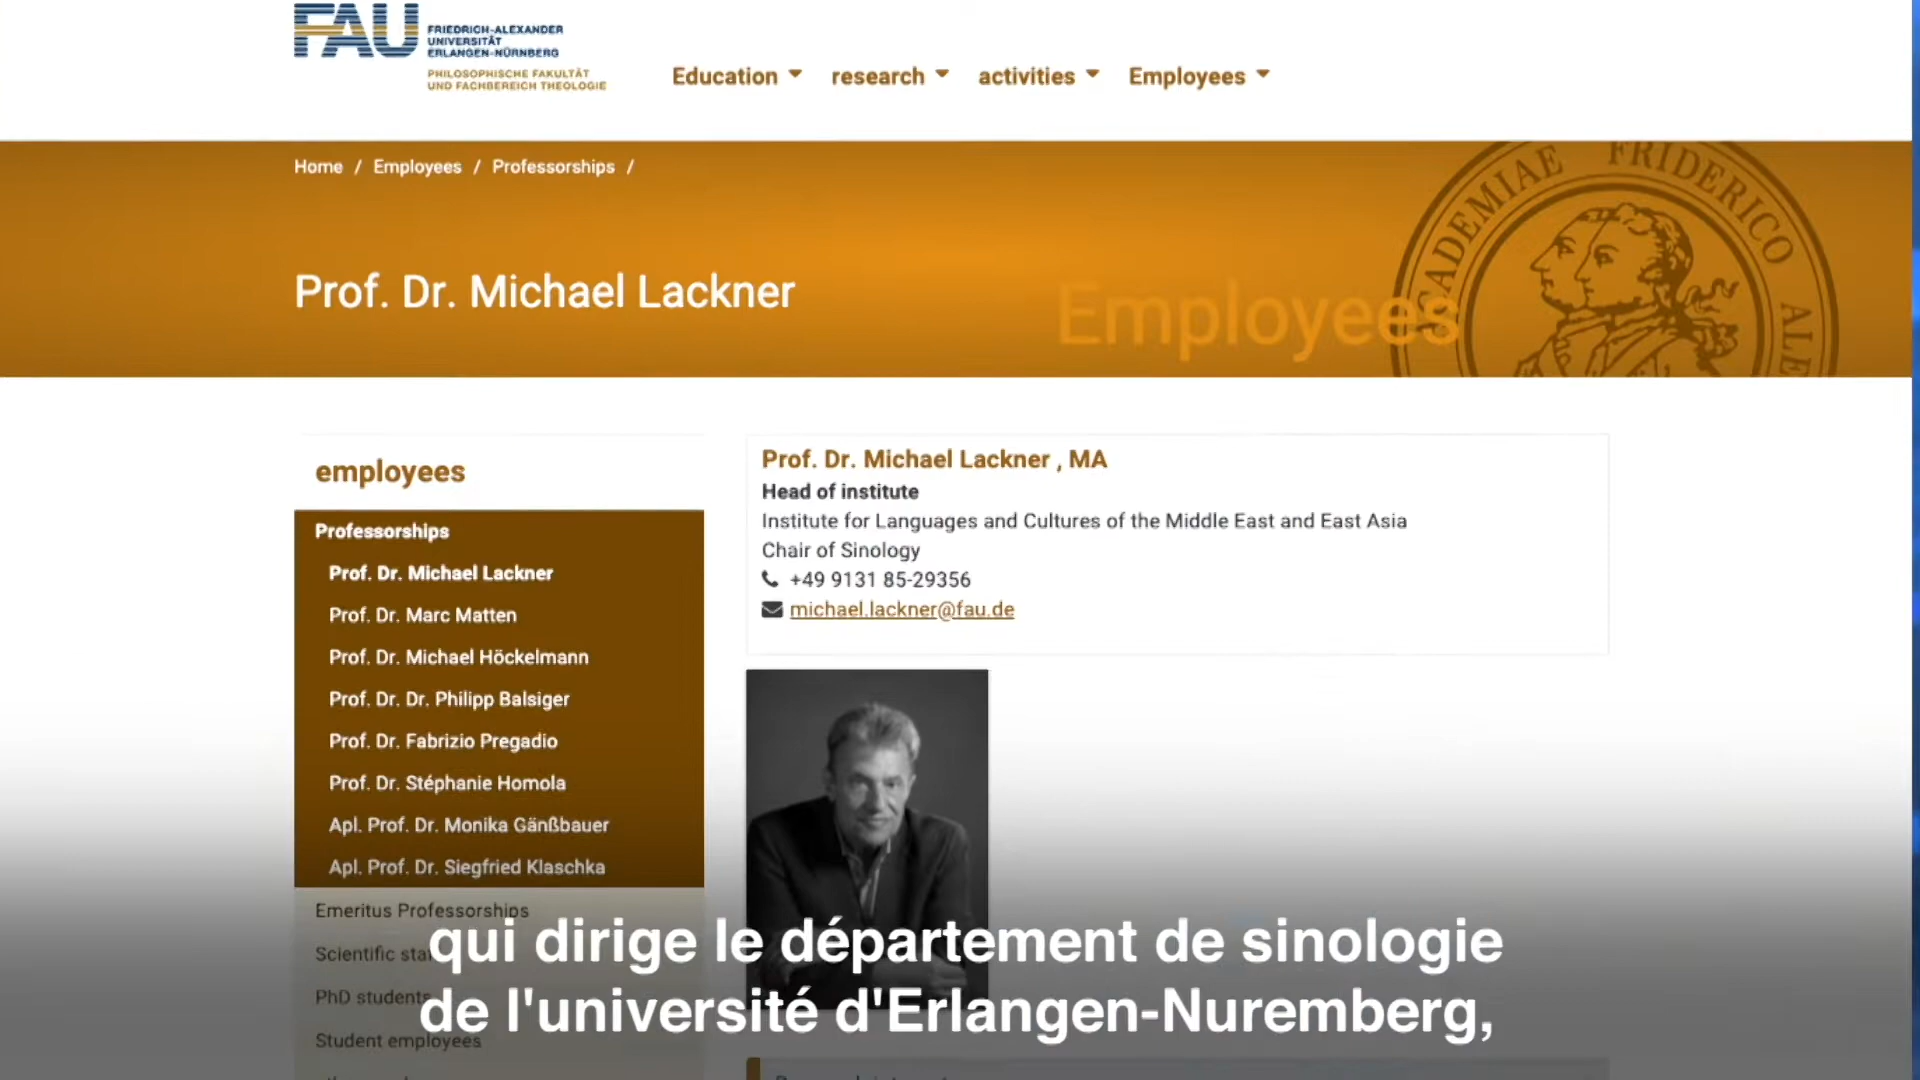 FAU
FRIEDRICH-ALEXANDER
UNIVERSITÄT
ERLANGEN-NÜRNBERG
PHILOSOPHISCHE FAKULTÄT
UND FACHBEREICH THEOLOGIE
Education research activities Employees
Home / Employees / Professorships /
Prof. Dr. Michael Lackner
Employees
ACADEMIAE FRIDERICO ALE
employees
Professorships
Prof. Dr. Michael Lackner
Prof. Dr. Marc Matten
Prof. Dr. Michael Höckelmann
Prof. Dr. Dr. Philipp Balsiger
Prof. Dr. Fabrizio Pregadio
Prof. Dr. Stéphanie Homola
Apl. Prof. Dr. Monika Gänßbauer
Apl. Prof. Dr. Siegfried Klaschka
Emeritus Professorships
Scientific
PhD students
Student employees
Prof. Dr. Michael Lackner , MA
Head of institute
Institute for Languages and Cultures of the Middle East and East Asia
Chair of Sinology
+49 9131 85-29356
michael.lackner@fau.de
qui dirige le département de sinologie
de l'université d'Erlangen-Nuremberg,